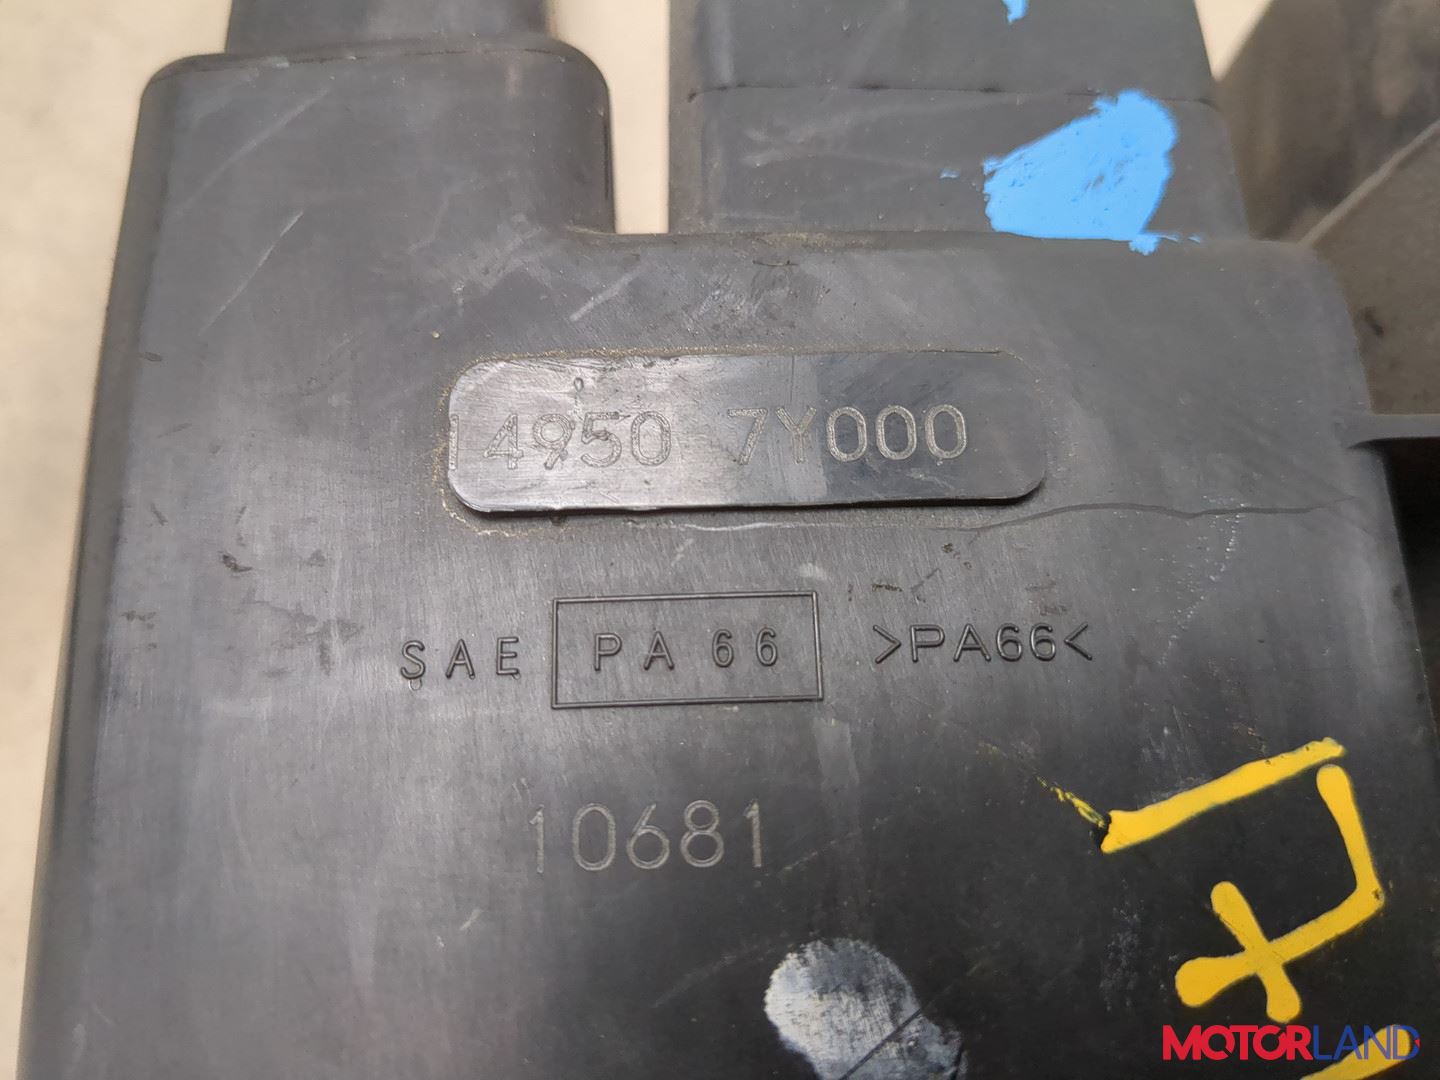 14950 7Y000
SAE PA 66 >PA66<
10681
MOTORLAND